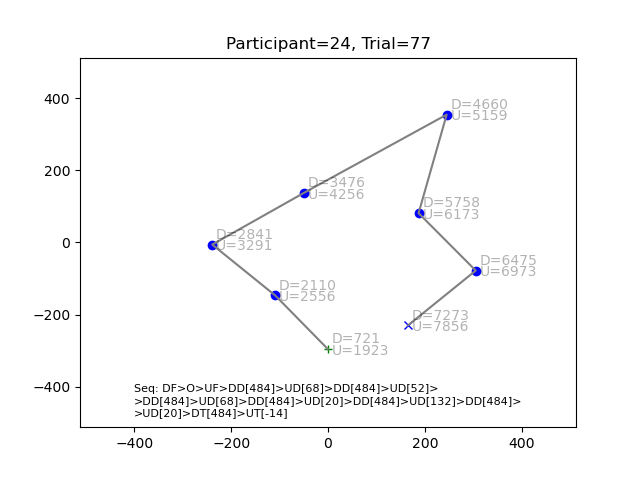 Participant=24, Trial=77
400
D=4660
U=5159
200
D=3476
U=4256
D=5758
U=6173
0
D=2841
U=3291
D=6475
U=6973
D=2110
U=2556
−200
D=7273
U=7856
D=721
U=1923
−400
Seq: DF>O>UF>DD[484]>UD[68]>DD[484]>UD[52]>
>DD[484]>UD[68]>DD[484]>UD[20]>DD[484]>UD[132]>DD[484]>
>UD[20]>DT[484]>UT[-14]
−400 −200 0 200 400